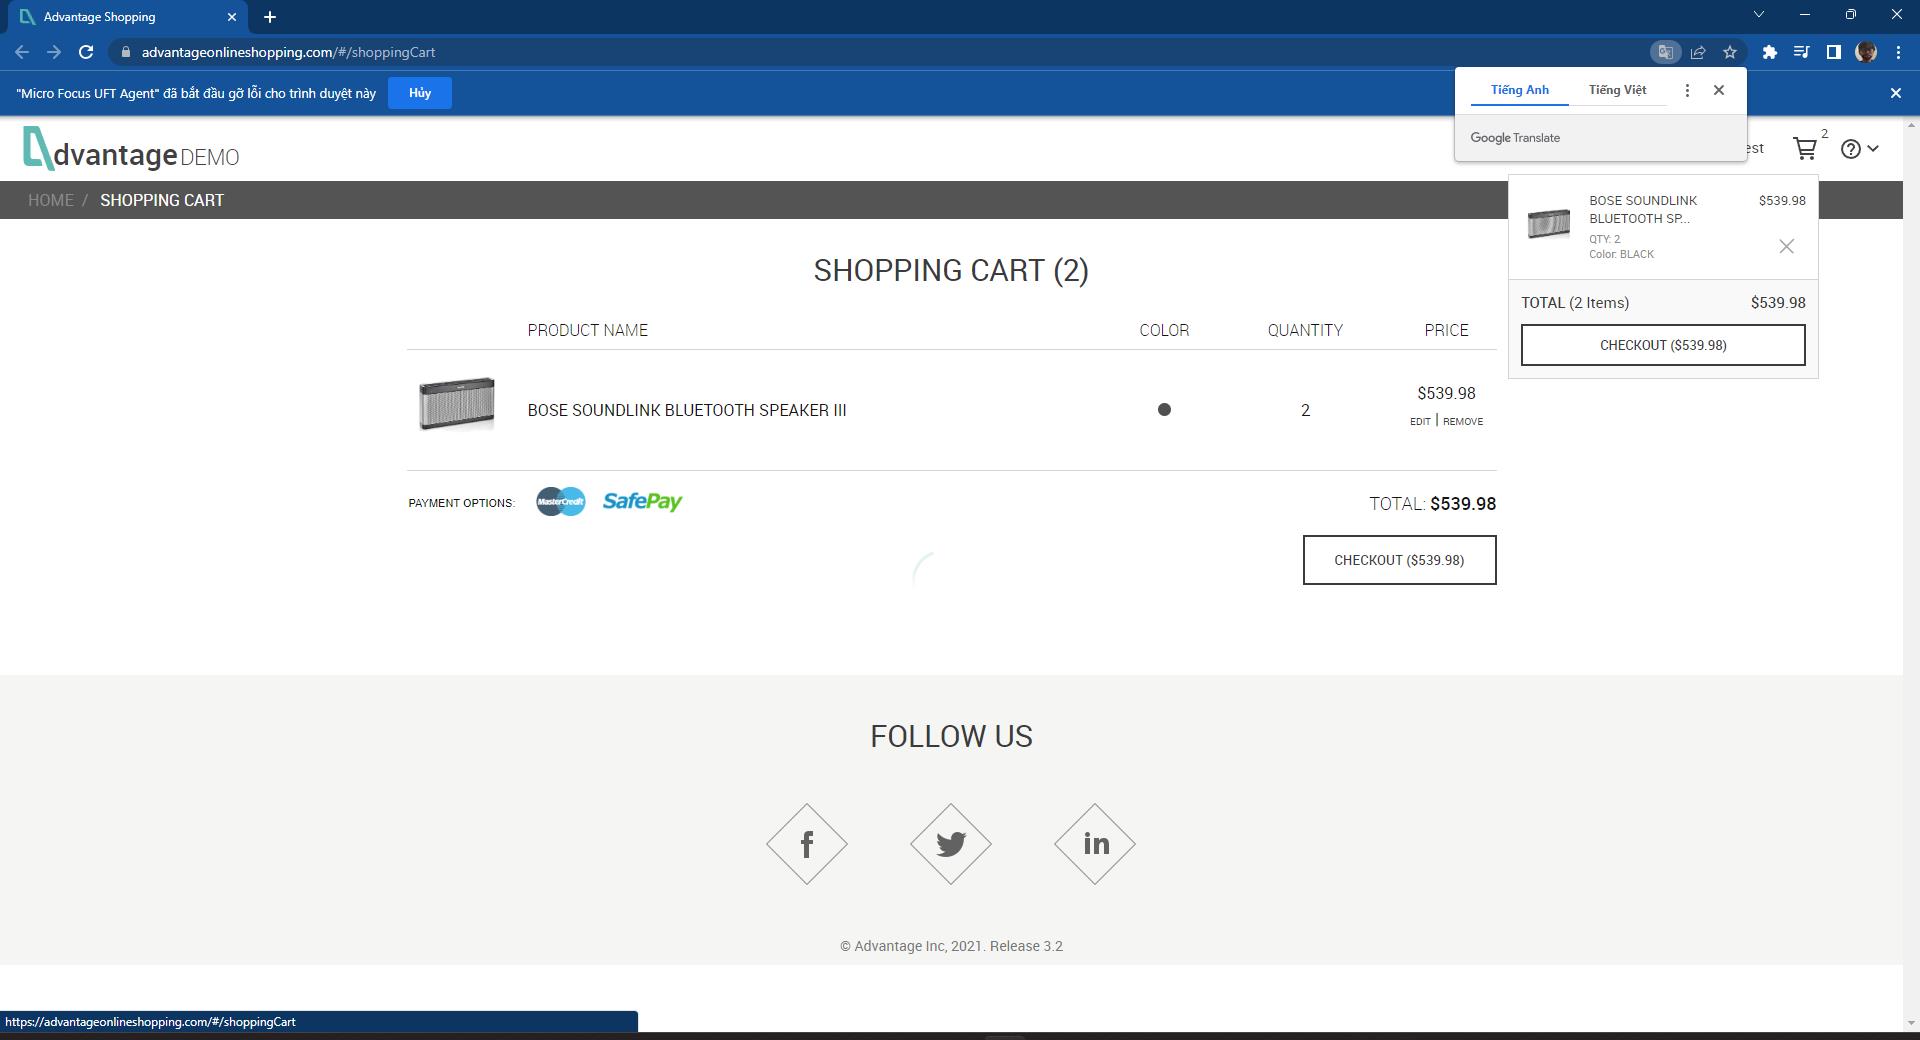 Advantage Shopping
advantageonlineshopping.com/#/shoppingCart
"Micro Focus UFT Agent" đã bắt đầu gỡ lỗi cho trình duyệt này
Hủy
Tiếng Anh
Tiếng Việt
Google Translate
dvantage DEMO
2
HOME / SHOPPING CART
BOSE SOUNDLINK
BLUETOOTH SP...
$539.98
QTY: 2
Color: BLACK
TOTAL (2 Items)
$539.98
CHECKOUT ($539.98)
SHOPPING CART (2)
PRODUCT NAME
COLOR
QUANTITY
PRICE
BOSE SOUNDLINK BLUETOOTH SPEAKER III
2
$539.98
EDIT | REMOVE
PAYMENT OPTIONS:
MasterCredit
SafePay
TOTAL: $539.98
CHECKOUT ($539.98)
FOLLOW US
f
in
© Advantage Inc, 2021. Release 3.2
https://advantageonlineshopping.com/#/shoppingCart